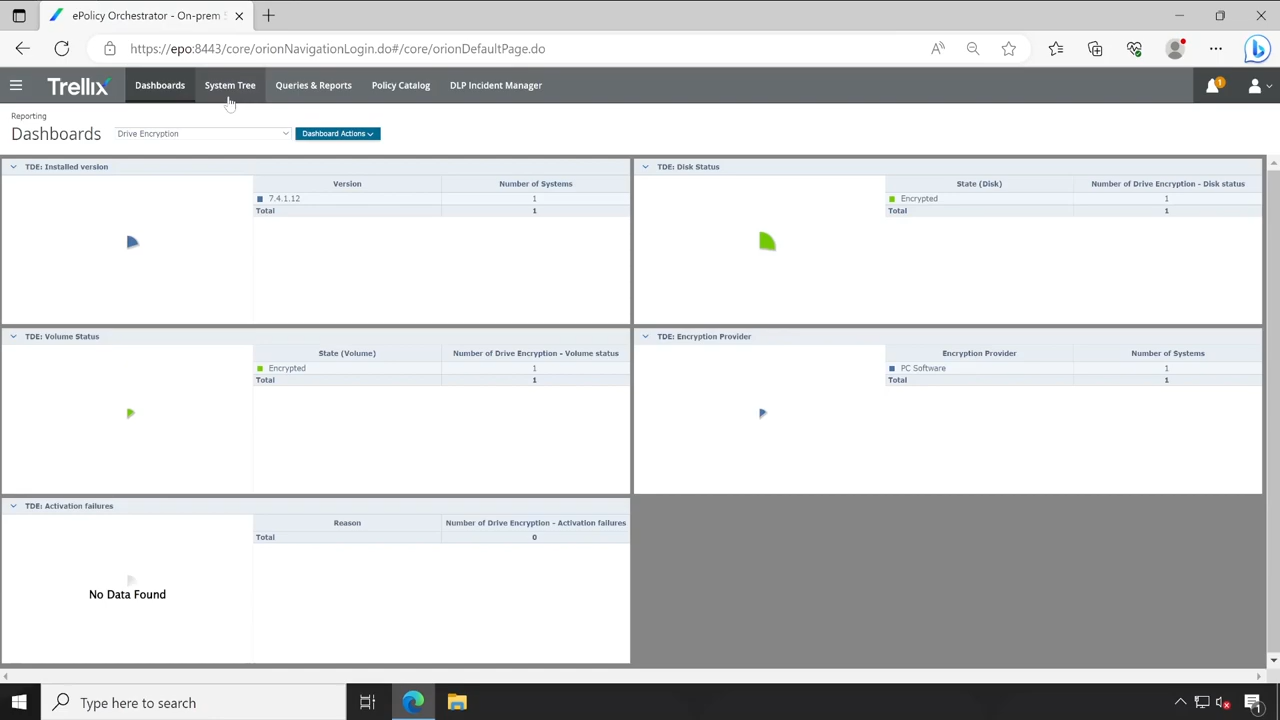 ePolicy Orchestrator - On-prem
https://epo:8443/core/orionNavigationLogin.do#/core/orionDefaultPage.do
Trellix
Dashboards
System Tree
Queries & Reports
Policy Catalog
DLP Incident Manager
1
Reporting
Dashboards
Drive Encryption
Dashboard Actions
TDE: Installed version
Version
Number of Systems
7.4.1.12
1
Total
1
TDE: Disk Status
State (Disk)
Number of Drive Encryption - Disk status
Encrypted
1
Total
1
TDE: Volume Status
State (Volume)
Number of Drive Encryption - Volume status
Encrypted
1
Total
1
TDE: Encryption Provider
Encryption Provider
Number of Systems
PC Software
1
Total
1
TDE: Activation failures
Reason
Number of Drive Encryption - Activation failures
Total
0
No Data Found
Type here to search
1